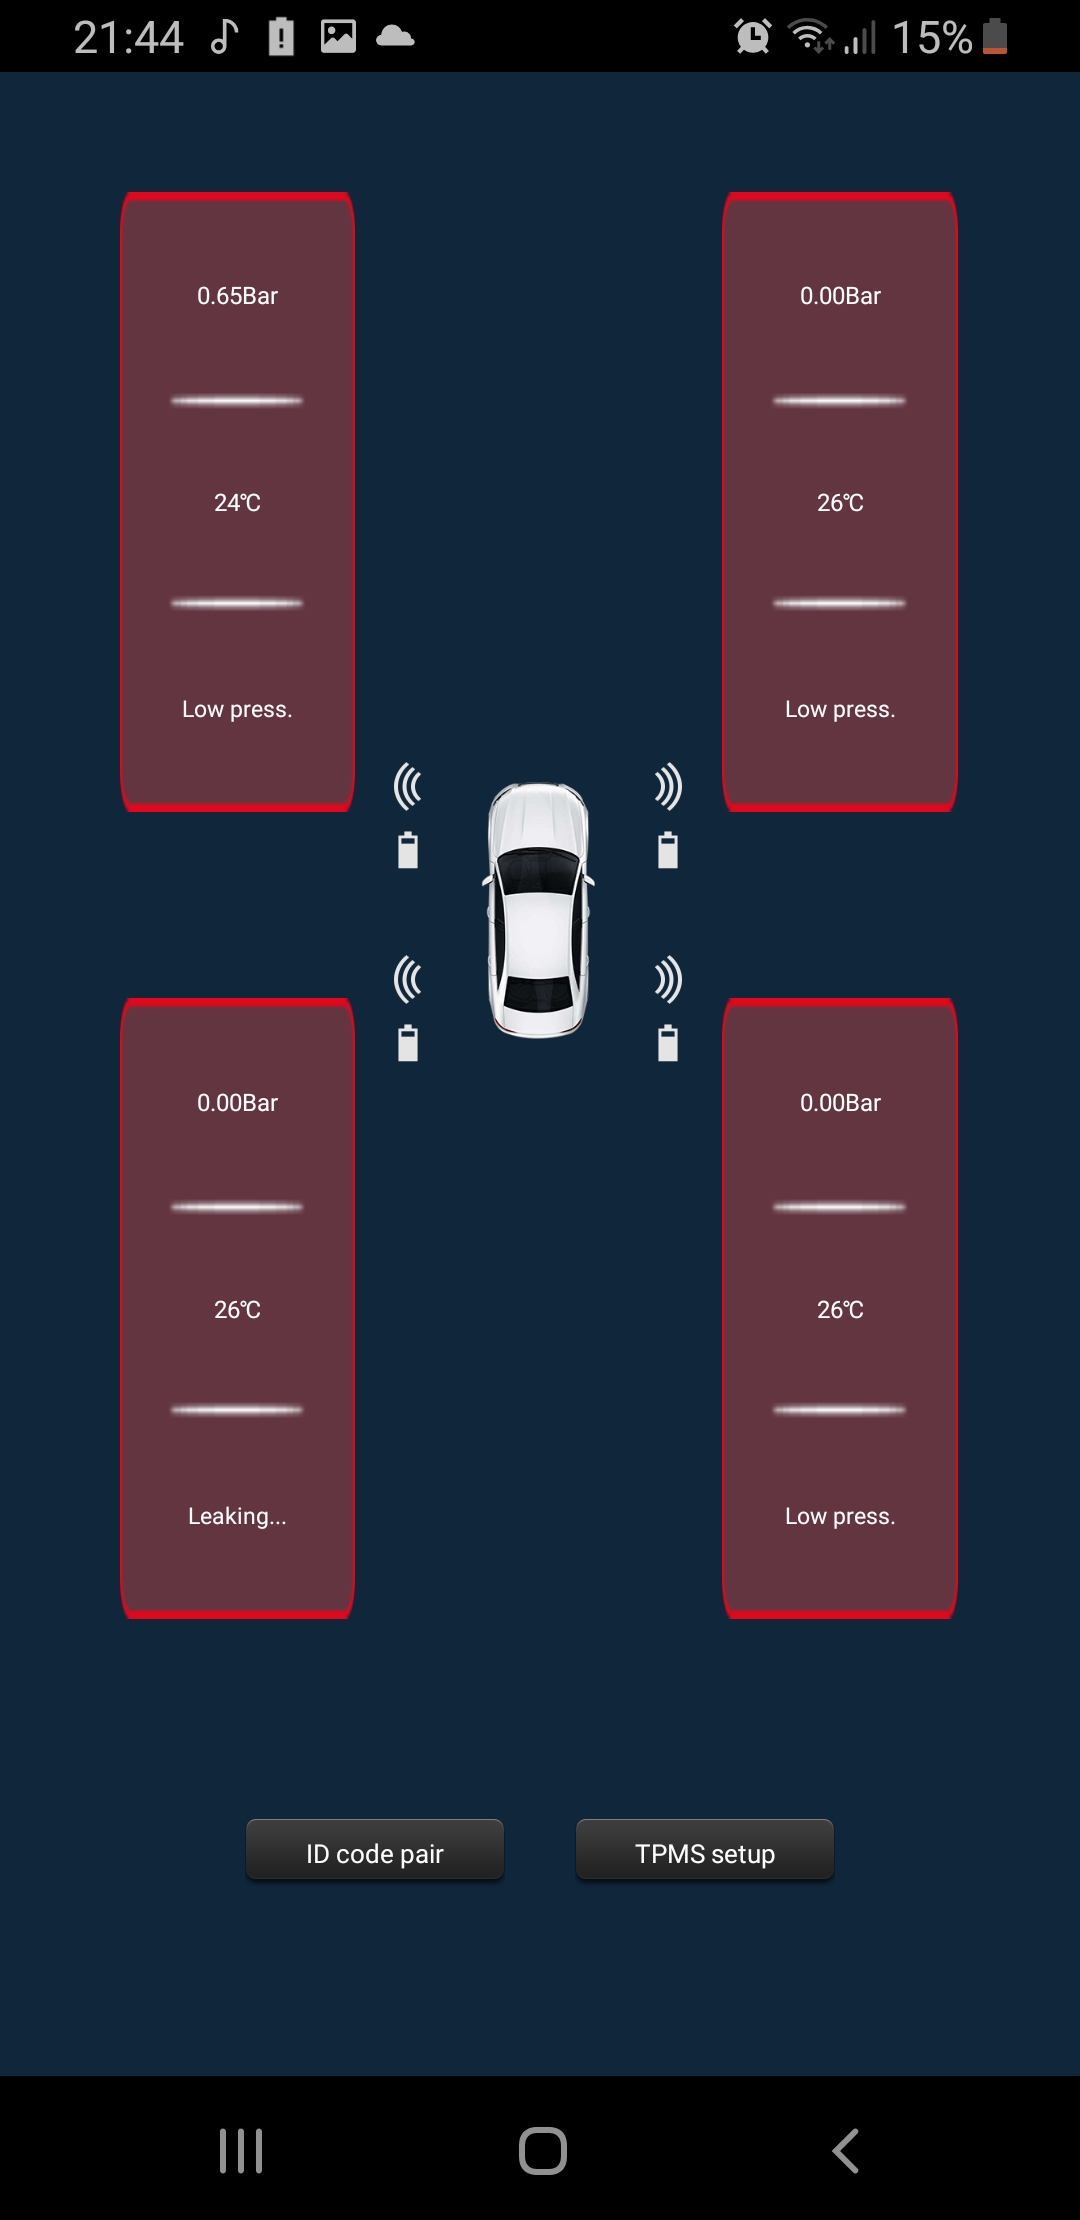 21:44
15%
0.65Bar
0.00Bar
24℃
26℃
Low press.
Low press.
0.00Bar
0.00Bar
26℃
26℃
Leaking...
Low press.
ID code pair
TPMS setup